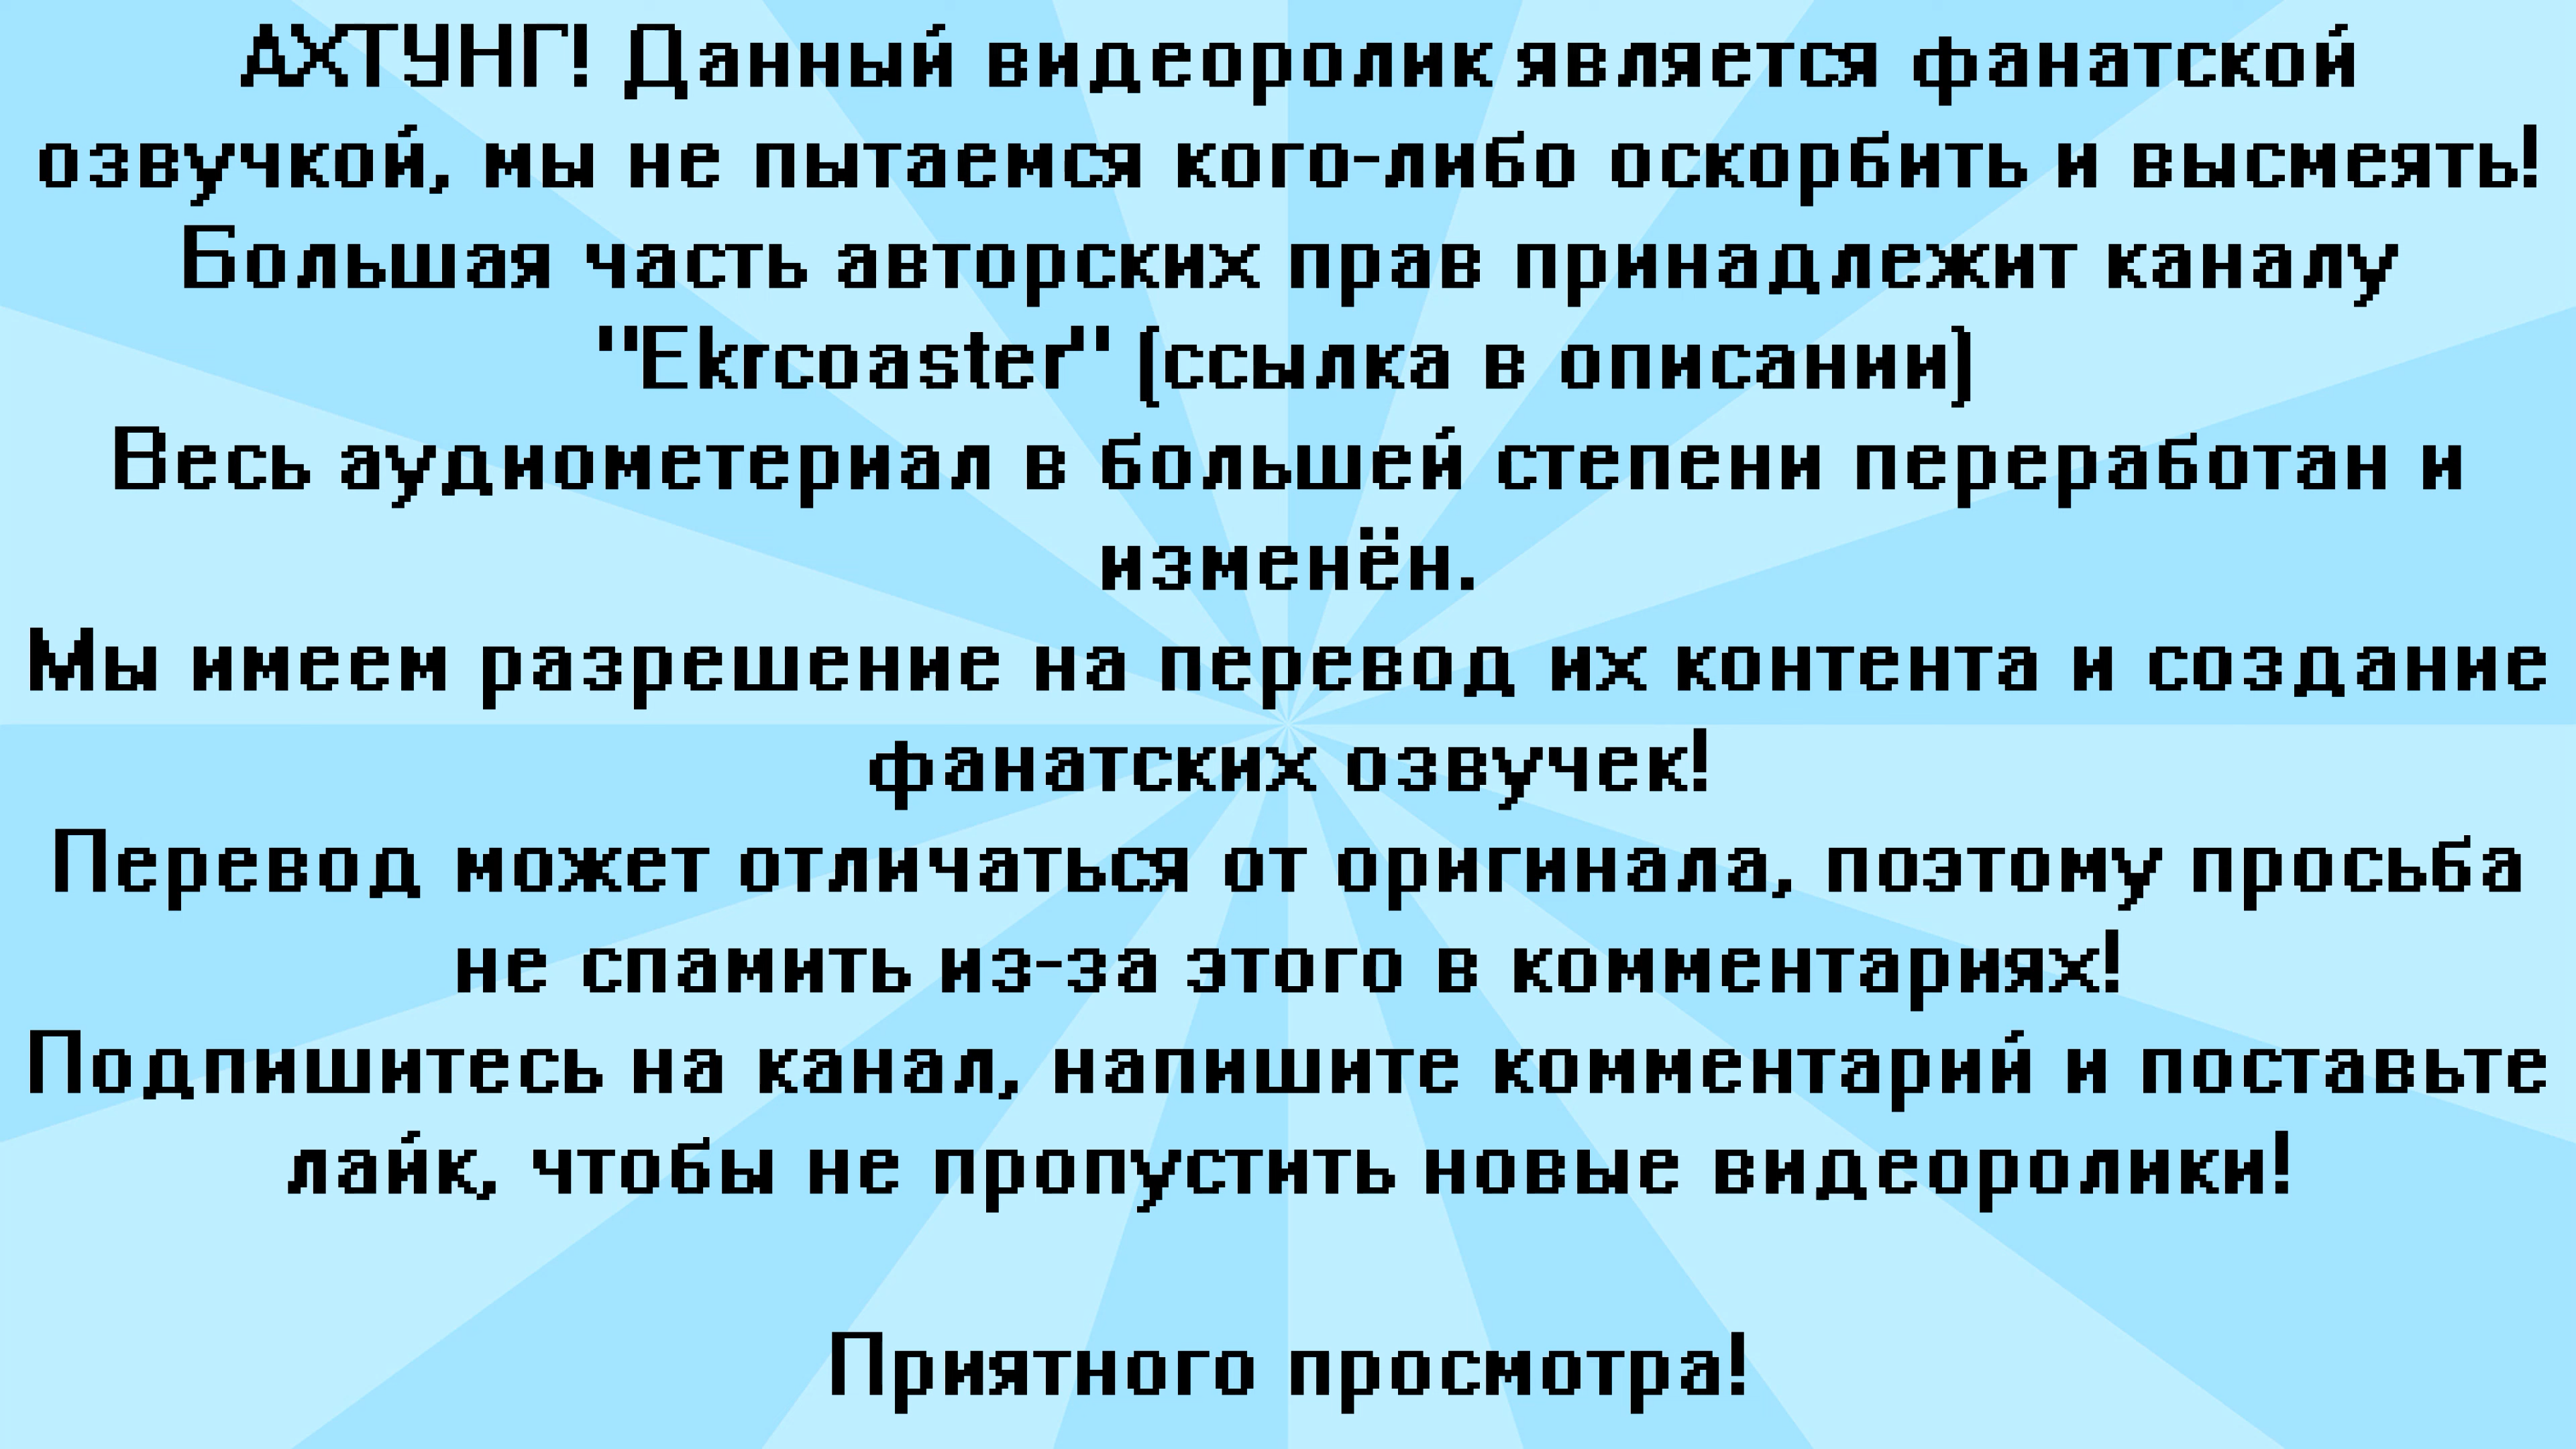 АХТУНГ! Данный видеоролик является фанатской
озвучкой, мы не пытаемся кого-либо оскорбить и высмеять!
Большая часть авторских прав принадлежит каналу
"Ekrcoaster" (ссылка в описании)
Весь аудиометериал в большей степени переработан и
изменён.
Мы имеем разрешение на перевод их контента и создание
фанатских озвучек!
Перевод может отличаться от оригинала, поэтому просьба
не спамить из-за этого в комментариях!
Подпишитесь на канал, напишите комментарий и поставьте
лайк, чтобы не пропустить новые видеоролики!
Приятного просмотра!